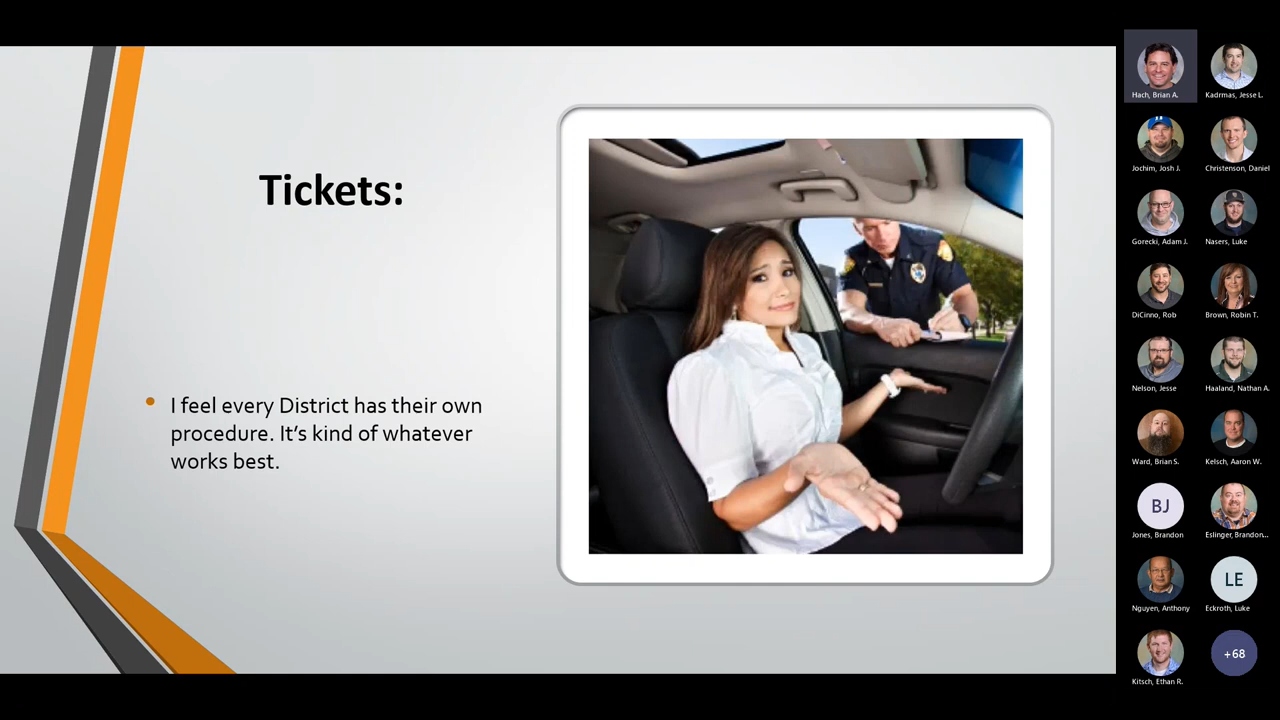 Tickets:
I feel every District has their own
procedure. It’s kind of whatever
works best.
Hach, Brian A.
Kadrmas, Jesse L.
Jochim, Josh J.
Christenson, Daniel
Gorecki, Adam J.
Nasers, Luke
DiCinno, Rob
Brown, Robin T.
Nelson, Jesse
Haaland, Nathan A.
Ward, Brian S.
Kelsch, Aaron W.
BJ
Jones, Brandon
Eslinger, Brandon...
Nguyen, Anthony
LE
Eckroth, Luke
Kitsch, Ethan R.
+68